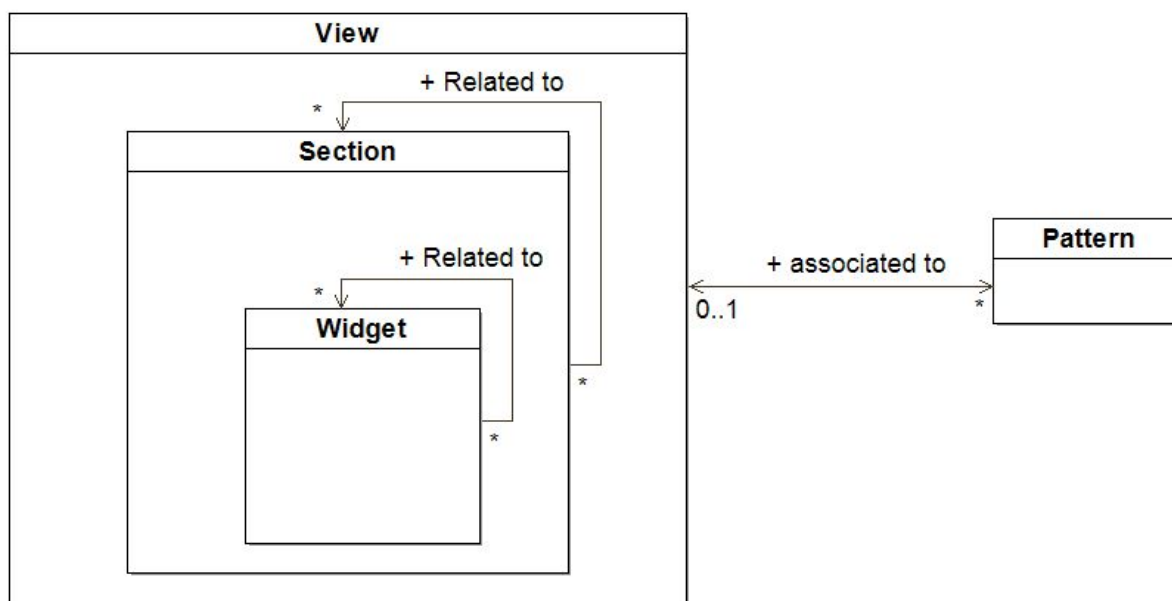 View
+ Related to
*
Section
+ Related to
*
Widget
*
*
+ associated to
0..1
*
Pattern